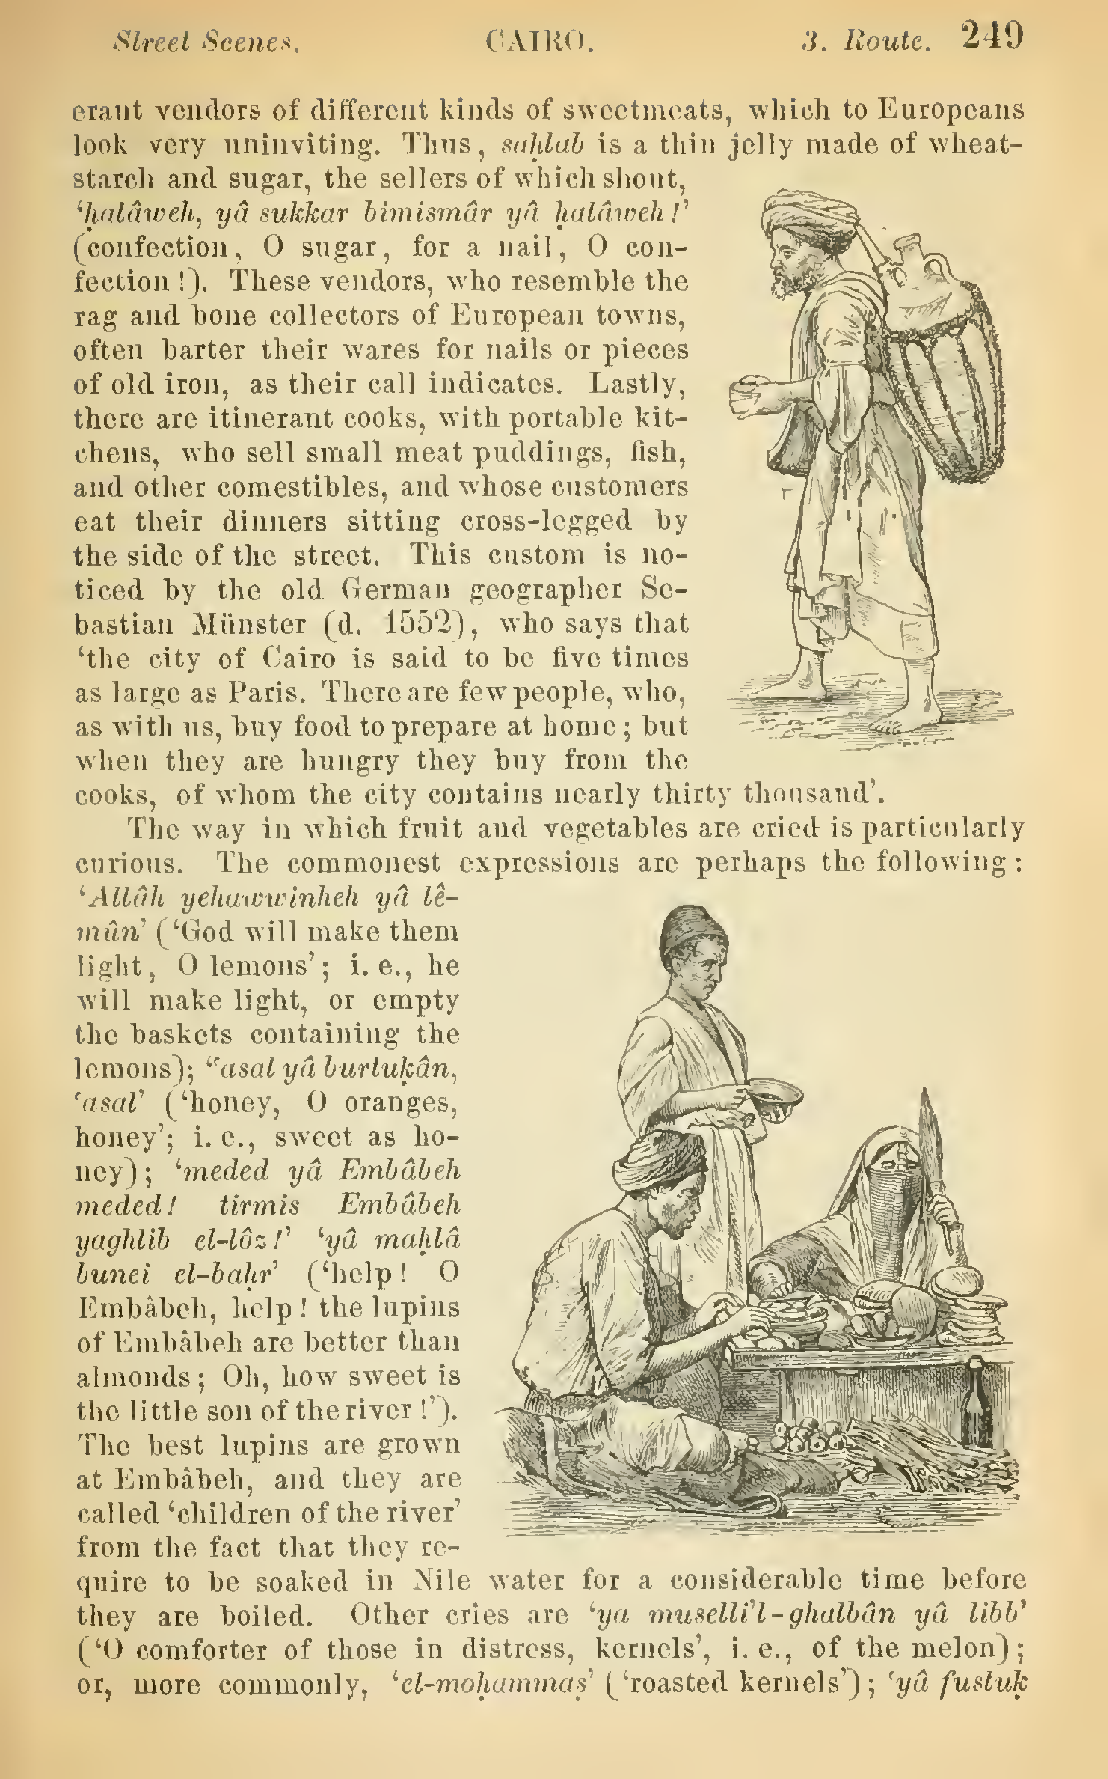 Street Scenes. CAIRO. 3. Route. 249
erant vendors of different kinds of sweetmeats, which to Europeans
look very uninviting. Thus, saḥlab is a thin jelly made of wheat-
starch and sugar, the sellers of which shout,
‘ḥalâweh, yâ sukkar bimismâr yâ ḥalâweh!’
(confection, O sugar, for a nail, O con-
fection!). These vendors, who resemble the
rag and bone collectors of European towns,
often barter their wares for nails or pieces
of old iron, as their call indicates. Lastly,
there are itinerant cooks, with portable kit-
chens, who sell small meat puddings, fish,
and other comestibles, and whose customers
eat their dinners sitting cross-legged by
the side of the street. This custom is no-
ticed by the old German geographer Se-
bastian Münster (d. 1552), who says that
‘the city of Cairo is said to be five times
as large as Paris. There are few people, who,
as with us, buy food to prepare at home; but
when they are hungry they buy from the
cooks, of whom the city contains nearly thirty thousand’.
The way in which fruit and vegetables are cried is particularly
curious. The commonest expressions are perhaps the following:
‘Allâh yehawwinheh yâ lê-
mûn’ (‘God will make them
light, O lemons’; i. e., he
will make light, or empty
the baskets containing the
lemons); ‘ʿasal yâ burtuḳân,
ʿasal’ (‘honey, O oranges,
honey’; i. e., sweet as ho-
ney); ‘meded yâ Embâbeh
meded! tirmis Embâbeh
yaghlib el-lôz!’ ‘yâ maḥlâ
bunei el-baḥr’ (‘help! O
Embâbeh, help! the lupins
of Embâbeh are better than
almonds; Oh, how sweet is
the little son of the river!’).
The best lupins are grown
at Embâbeh, and they are
called ‘children of the river’
from the fact that they re-
quire to be soaked in Nile water for a considerable time before
they are boiled. Other cries are ‘ya muselli'l-ghalbân yâ libb’
(‘O comforter of those in distress, kernels’, i. e., of the melon);
or, more commonly, ‘el-moḥammaṣ’ (‘roasted kernels’); ‘yâ fustuḳ